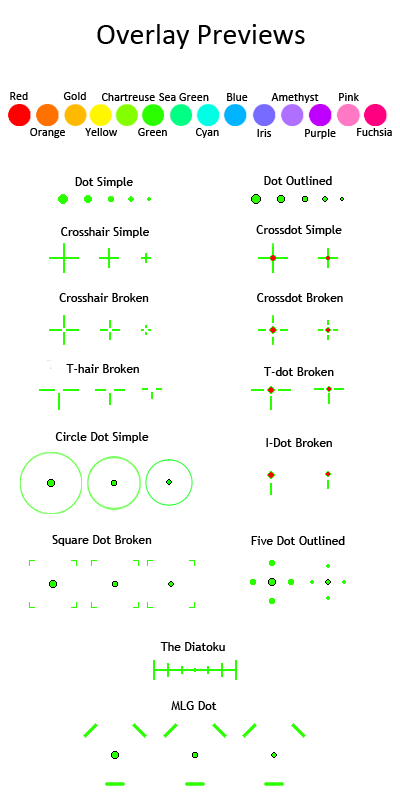 Overlay Previews
Red Gold Chartreuse Sea Green Blue Amethyst Pink
Orange Yellow Green Cyan Iris Purple Fuchsia
Dot Simple Dot Outlined
Crosshair Simple Crossdot Simple
Crosshair Broken Crossdot Broken
T-hair Broken T-dot Broken
Circle Dot Simple I-Dot Broken
Square Dot Broken Five Dot Outlined
The Diatoku
MLG Dot